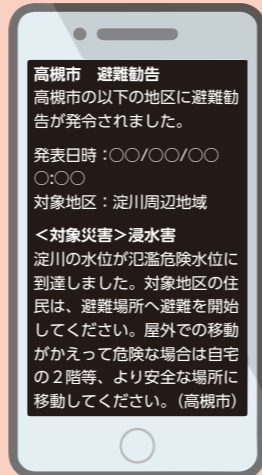 高槻市　避難勧告
高槻市の以下の地区に避難勧
告が発令されました。
発表日時：○○/○○/○○
○:○○
対象地区：淀川周辺地域
＜対象災害＞浸水害
淀川の水位が氾濫危険水位に
到達しました。対象地区の住
民は、避難場所へ避難を開始
してください。屋外での移動
がかえって危険な場合は自宅
の２階等、より安全な場所に
移動してください。（高槻市）